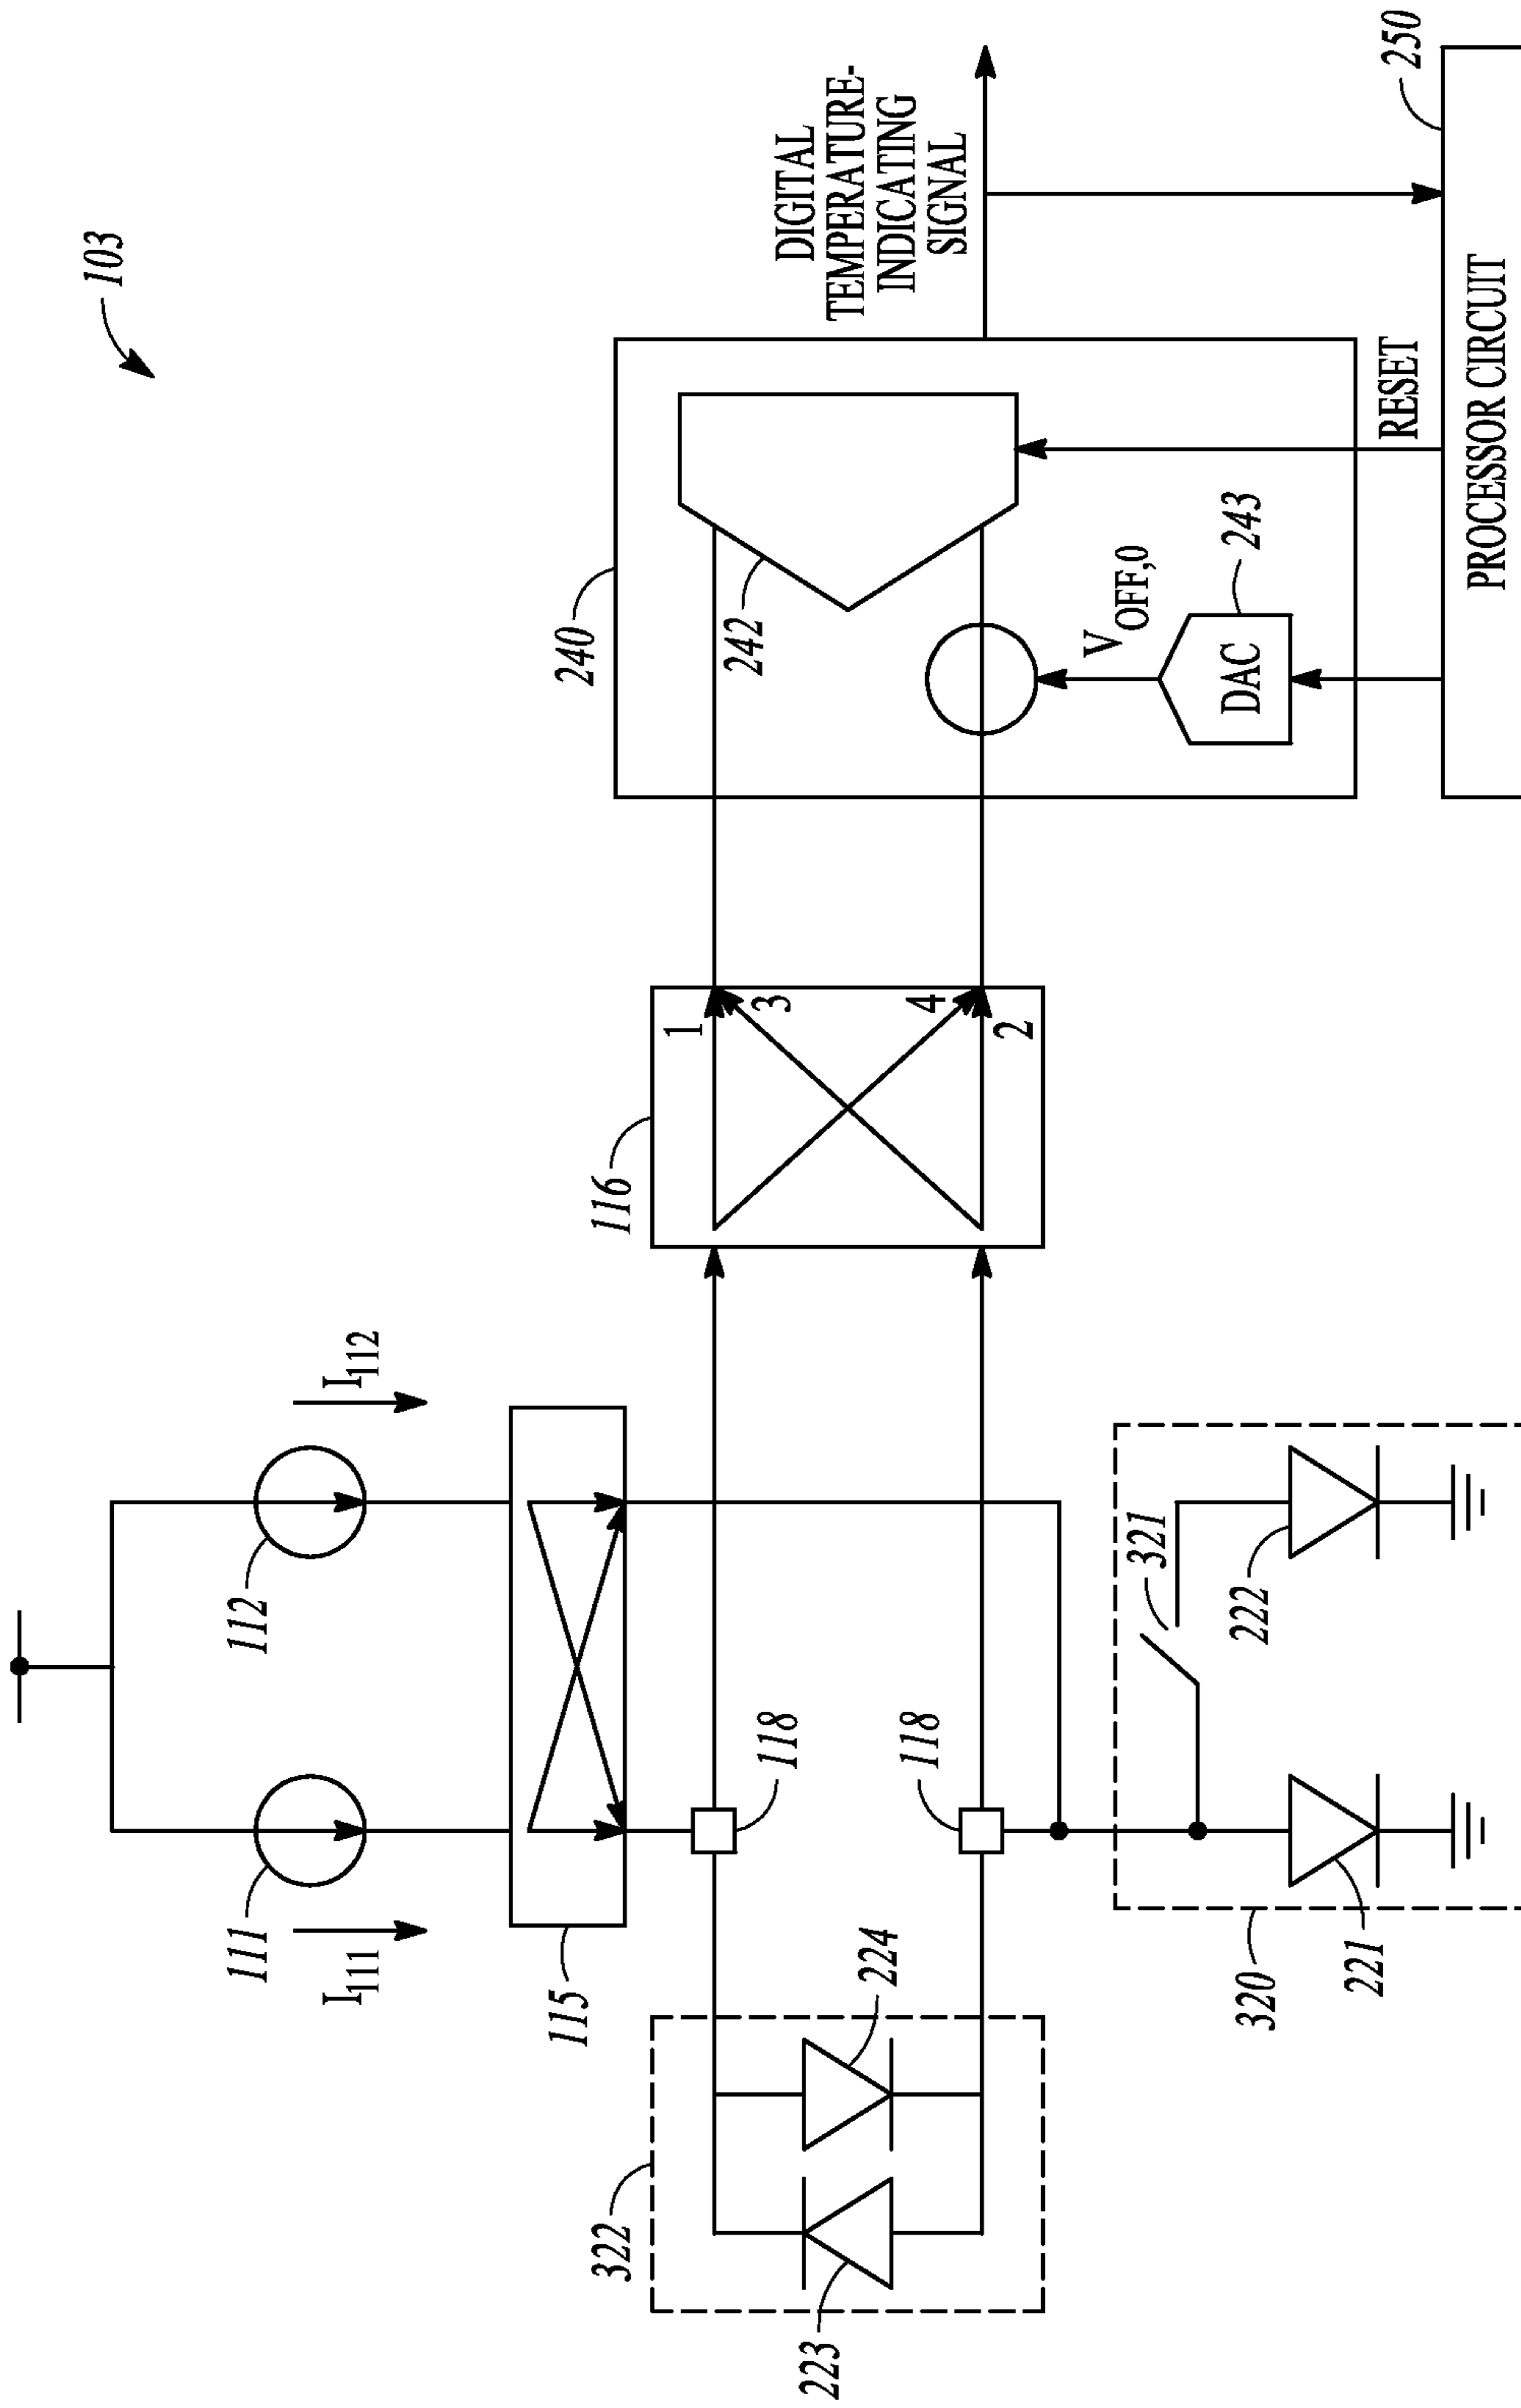 103
111
112
I111
I112
115
116
118
118
1
3
4
2
240
242
DIGITAL
TEMPERATURE-
INDICATING
SIGNAL
VOFF,0
DAC
243
RESET
250
PROCESSOR CIRCUIT
322
223
224
320
321
221
222